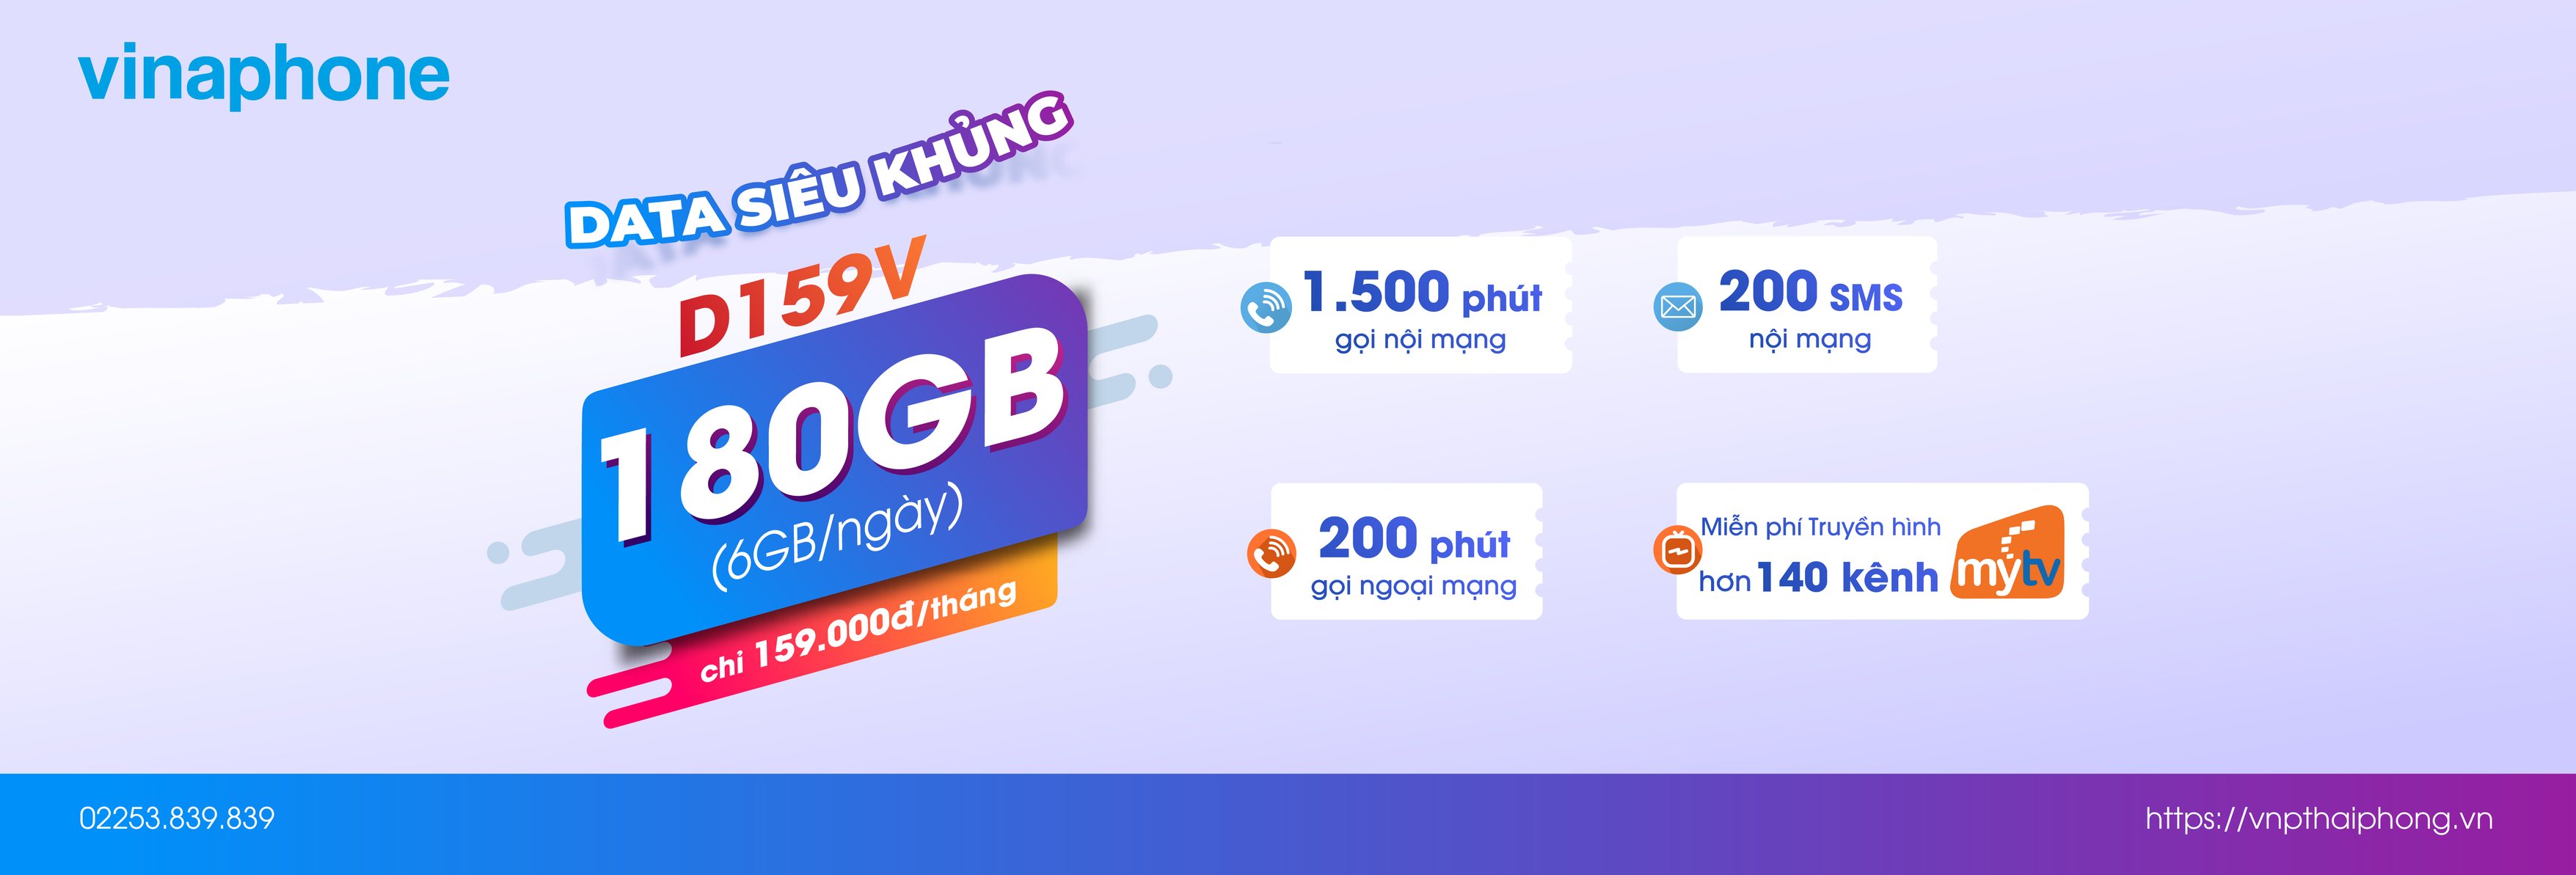 vinaphone
DATA SIÊU KHỦNG
D159V
180GB
(6GB/ngày)
chỉ 159.000đ/tháng
1.500 phút
gọi nội mạng
200 SMS
nội mạng
200 phút
gọi ngoại mạng
Miễn phí Truyền hình
hơn 140 kênh
mytv
02253.839.839
https://vnpthaiphong.vn